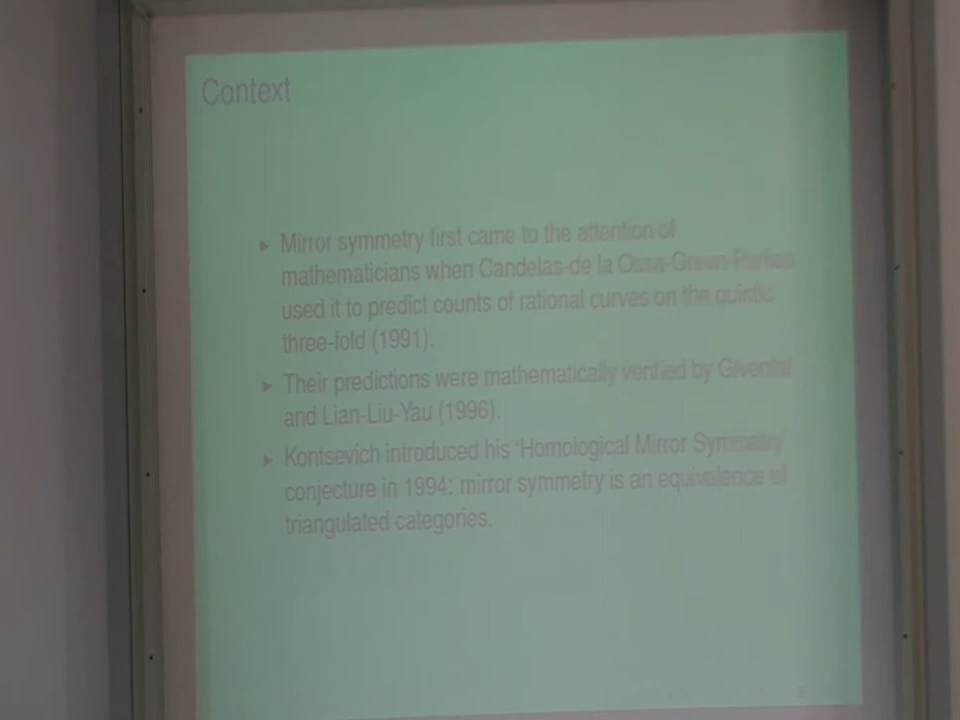 Context
▸ Mirror symmetry first came to the attention of
mathematicians when Candelas-de la Ossa-Green-Parkes
used it to predict counts of rational curves on the quintic
three-fold (1991).
▸ Their predictions were mathematically verified by Givental
and Lian-Liu-Yau (1996).
▸ Kontsevich introduced his 'Homological Mirror Symmetry'
conjecture in 1994: mirror symmetry is an equivalence of
triangulated categories.